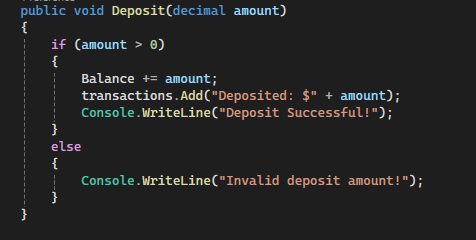 public void Deposit(decimal amount)
{
if (amount > 0)
{
Balance += amount;
transactions.Add("Deposited: $" + amount);
Console.WriteLine("Deposit Successful!");
}
else
{
Console.WriteLine("Invalid deposit amount!");
}
}